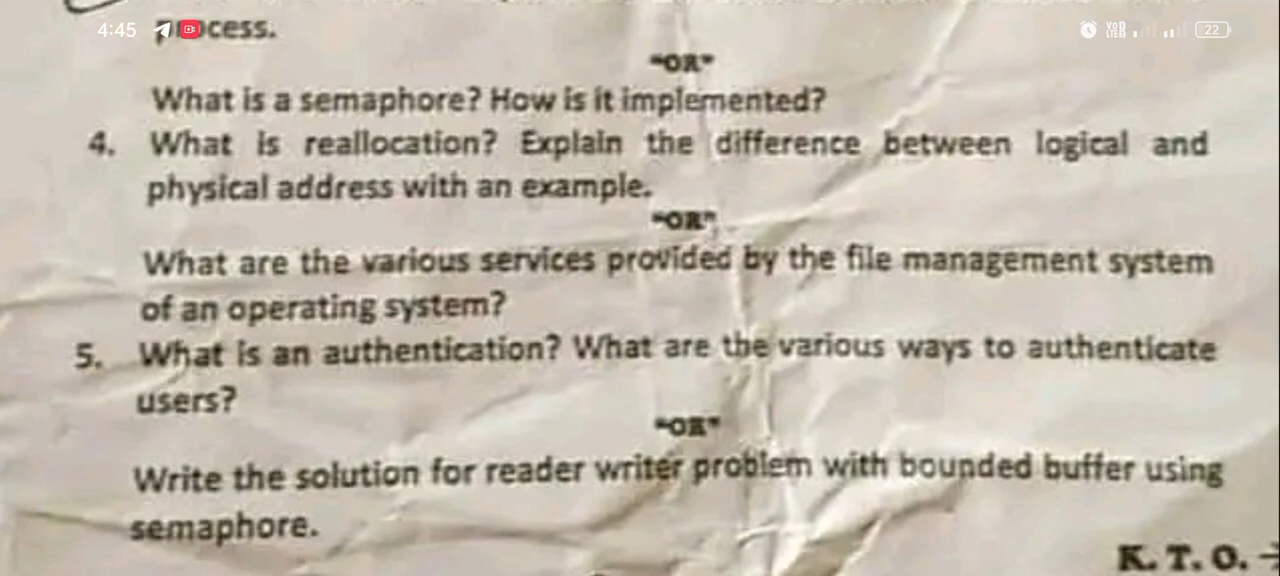 4:45
22
cess.
"OR"
What is a semaphore? How is it implemented?
4. What is reallocation? Explain the difference between logical and
physical address with an example.
"OR"
What are the various services provided by the file management system
of an operating system?
5. What is an authentication? What are the various ways to authenticate
users?
"OR"
Write the solution for reader writer problem with bounded buffer using
semaphore.
K. T. O. →